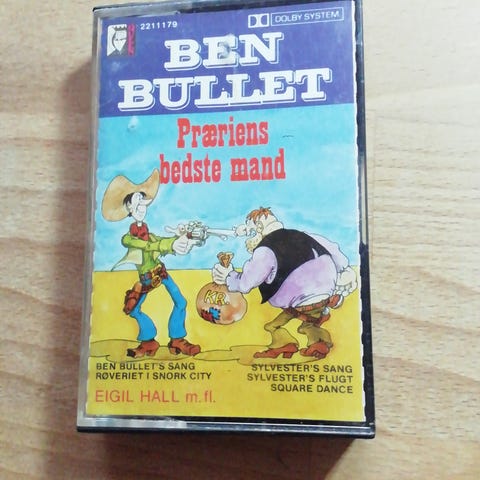 2211179
DOLBY SYSTEM
BEN
BULLET
Præriens
bedste mand
KR
BEN BULLET'S SANG
RØVERIET I SNORK CITY
SYLVESTER'S SANG
SYLVESTER'S FLUGT
SQUARE DANCE
EIGIL HALL m. fl.